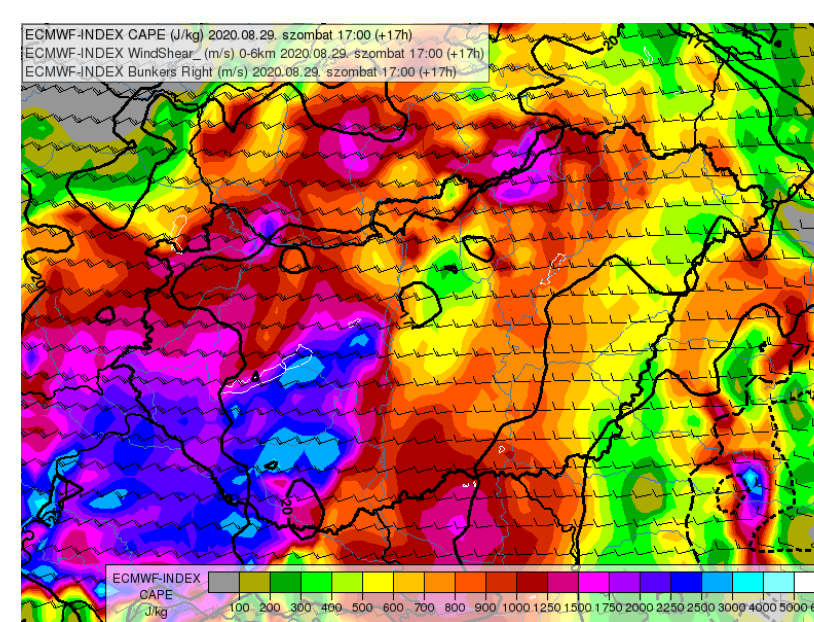 ECMWF-INDEX CAPE (J/kg) 2020.08.29. szombat 17:00 (+17h)
ECMWF-INDEX WindShear_ (m/s) 0-6km 2020.08.29. szombat 17:00 (+17h)
ECMWF-INDEX Bunkers Right (m/s) 2020.08.29. szombat 17:00 (+17h)
20
20
20
ECMWF-INDEX
CAPE
J/kg
100 200 300 400 500 600 700 800 900 1000 1250 1500 1750 2000 2250 2500 3000 4000 5000 6